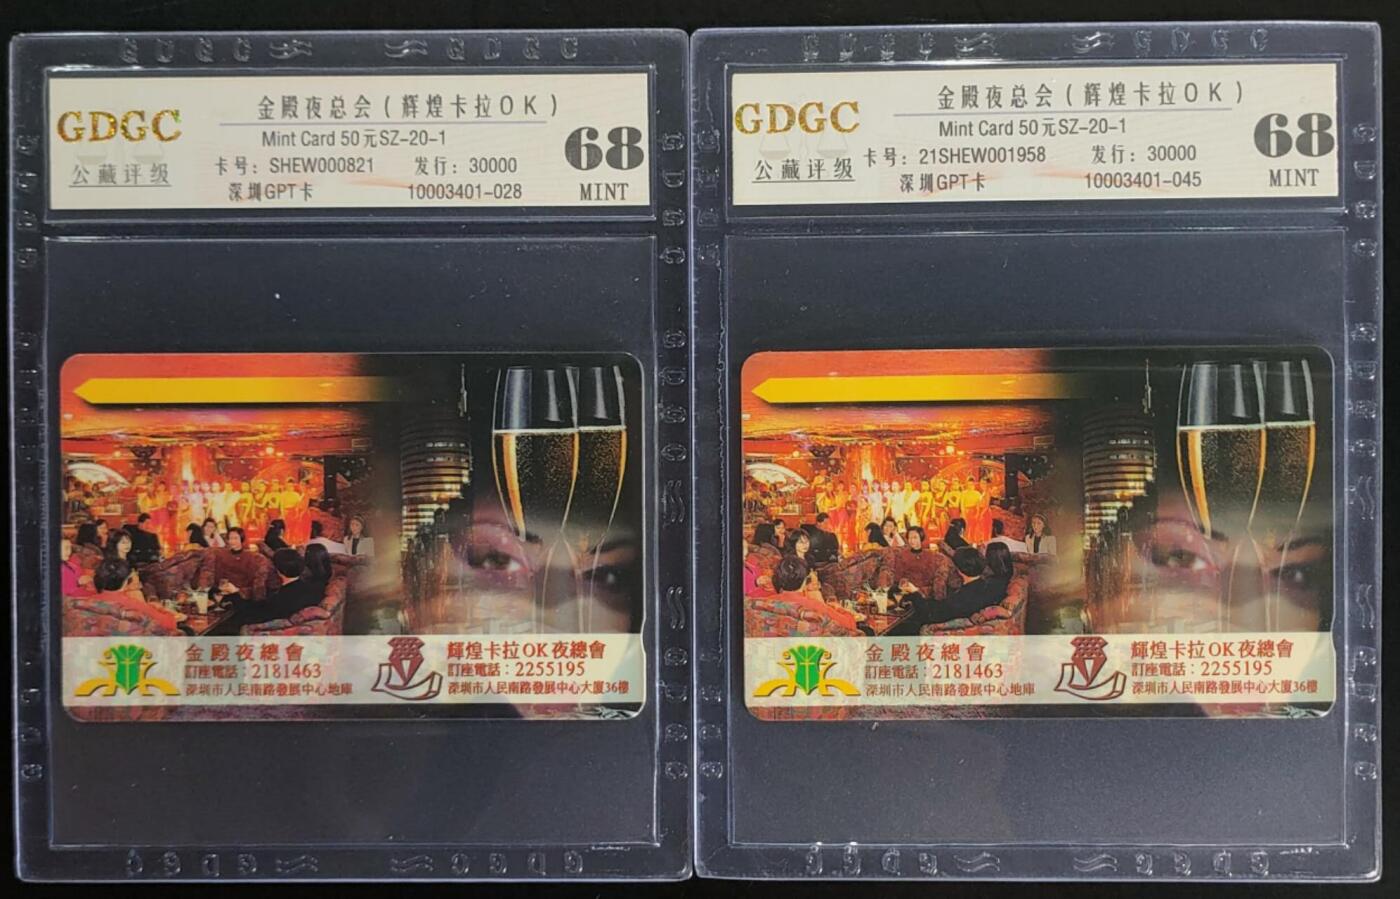 GDGC
公藏评级
金殿夜总会(辉煌卡拉OK)
Mint Card 50元SZ-20-1
卡号: SHEW000821 发行: 30000
深圳GPT卡 10003401-028
68
MINT
金殿夜總會
訂座電話:2181463
深圳市人民南路發展中心地庫
輝煌卡拉OK夜總會
訂座電話:2255195
深圳市人民南路發展中心大廈36樓
GDGC
公藏评级
金殿夜总会(辉煌卡拉OK)
Mint Card 50元SZ-20-1
卡号: 21SHEW001958 发行: 30000
深圳GPT卡 10003401-045
68
MINT
金殿夜總會
訂座電話:2181463
深圳市人民南路發展中心地庫
輝煌卡拉OK夜總會
訂座電話:2255195
深圳市人民南路發展中心大廈36樓